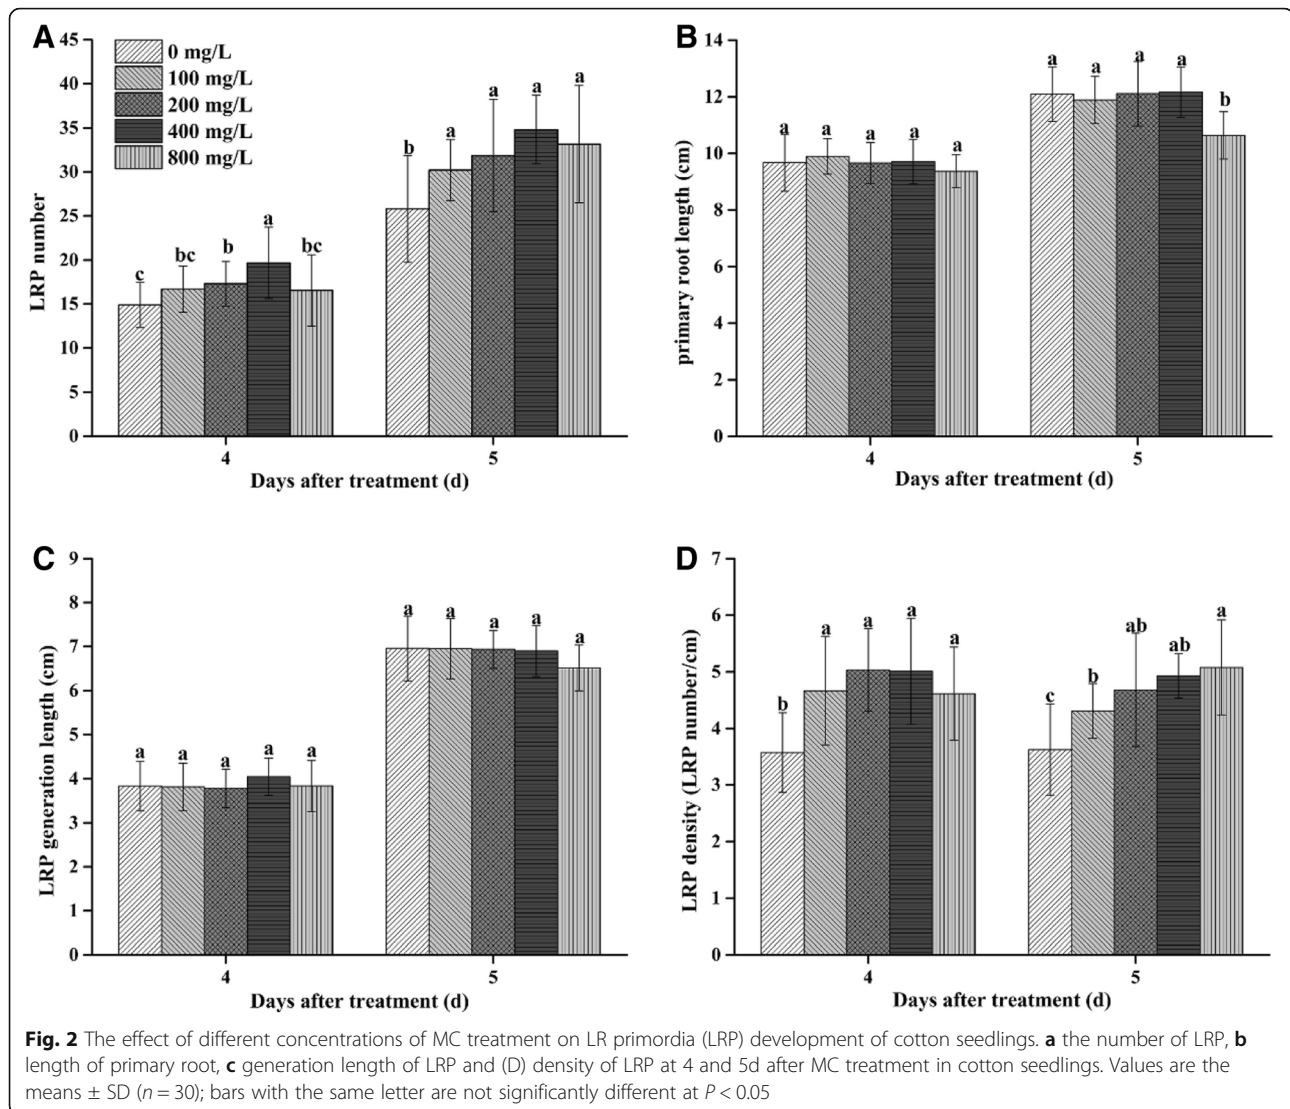 A
45
40
35
30
25
20
15
10
5
0
LRP number
0 mg/L
100 mg/L
200 mg/L
400 mg/L
800 mg/L
c
bc
b
a
bc
b
a
a
a
a
4
5
Days after treatment (d)
B
14
12
10
8
6
4
2
0
primary root length (cm)
a
a
a
a
a
a
a
a
a
b
4
5
Days after treatment (d)
C
9
8
7
6
5
4
3
2
1
0
LRP generation length (cm)
a
a
a
a
a
a
a
a
a
a
4
5
Days after treatment (d)
D
7
6
5
4
3
2
1
0
LRP density (LRP number/cm)
b
a
a
a
a
c
b
ab
ab
a
4
5
Days after treatment (d)
Fig. 2 The effect of different concentrations of MC treatment on LR primordia (LRP) development of cotton seedlings. a the number of LRP, b
length of primary root, c generation length of LRP and (D) density of LRP at 4 and 5d after MC treatment in cotton seedlings. Values are the
means ± SD (n = 30); bars with the same letter are not significantly different at P < 0.05